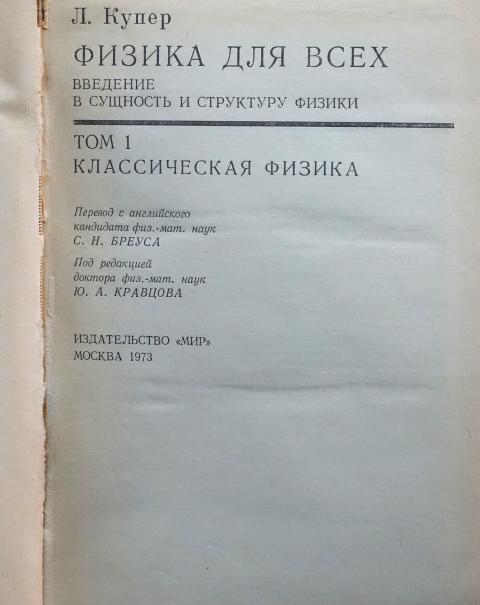 Л. Купер
ФИЗИКА ДЛЯ ВСЕХ
ВВЕДЕНИЕ
В СУЩНОСТЬ И СТРУКТУРУ ФИЗИКИ
ТОМ 1
КЛАССИЧЕСКАЯ ФИЗИКА
Перевод с английского
кандидата физ.-мат. наук
С. Н. БРЕУСА
Под редакцией
доктора физ.-мат. наук
Ю. А. КРАВЦОВА
ИЗДАТЕЛЬСТВО «МИР»
МОСКВА 1973